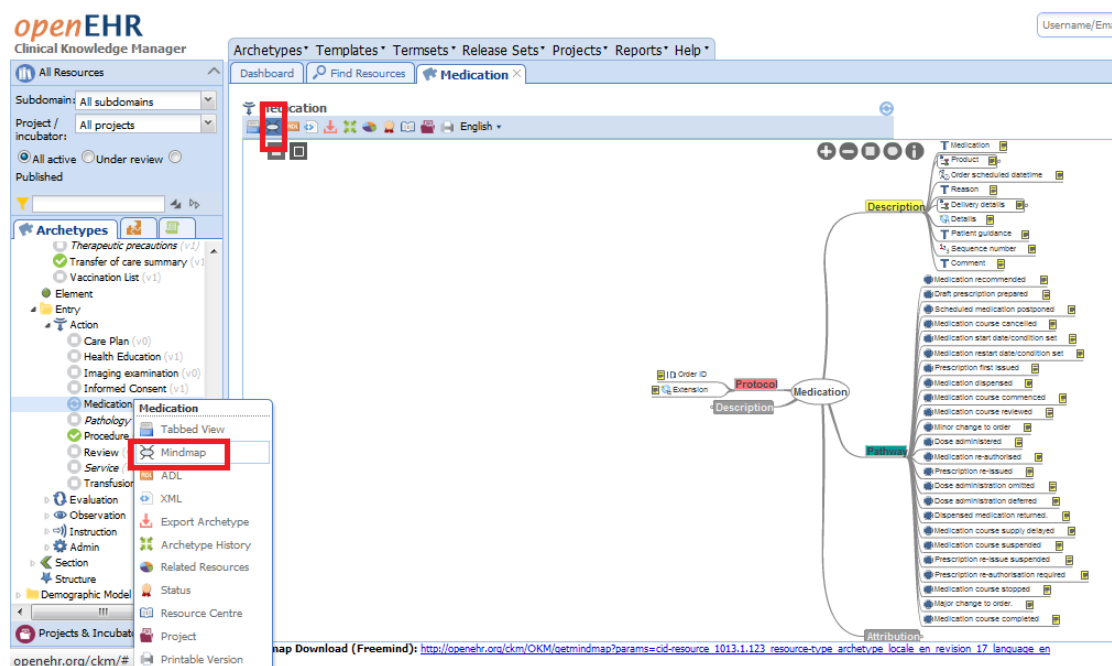 openEHR
Clinical Knowledge Manager
Username/Ema
Archetypes Templates Termsets Release Sets Projects Reports Help
All Resources
Dashboard Find Resources Medication
Subdomain: All subdomains
Project / incubator: All projects
All active Under review
Published
Medication
ADL English
Archetypes
Therapeutic precautions (v1)
Transfer of care summary (v1
Vaccination List (v1)
Element
Entry
Action
Care Plan (v0)
Health Education (v1)
Imaging examination (v0)
Informed Consent (v1)
Medication
Pathology
Procedure
Review
Service
Transfusion
Evaluation
Observation
Instruction
Admin
Section
Structure
Demographic Model
Projects & Incubat
openehr.org/ckm/#
Medication
Tabbed View
Mindmap
ADL
XML
Export Archetype
Archetype History
Related Resources
Status
Resource Centre
Project
Printable Version
Order ID
Extension
Protocol
Description
Medication
Description
Medication
Product
Order scheduled datetime
Reason
Delivery details
Details
Patient guidance
Sequence number
Comment
Pathway
Medication recommended
Draft prescription prepared
Scheduled medication postponed
Medication course cancelled
Medication start date/condition set
Medication restart date/condition set
Prescription first issued
Medication dispensed
Medication course commenced
Medication course reviewed
Minor change to order
Dose administered
Medication re-authorised
Prescription re-issued
Dose administration omitted
Dose administration deferred
Dispensed medication returned.
Medication course supply delayed
Medication course suspended
Prescription re-issue suspended
Prescription re-authorisation required
Medication course stopped
Major change to order.
Medication course completed
Attribution
map Download (Freemind): http://openehr.org/ckm/OKM/getmindmap?params=cid-resource_1013.1.123_resource-type_archetype_locale_en_revision_17_language_en